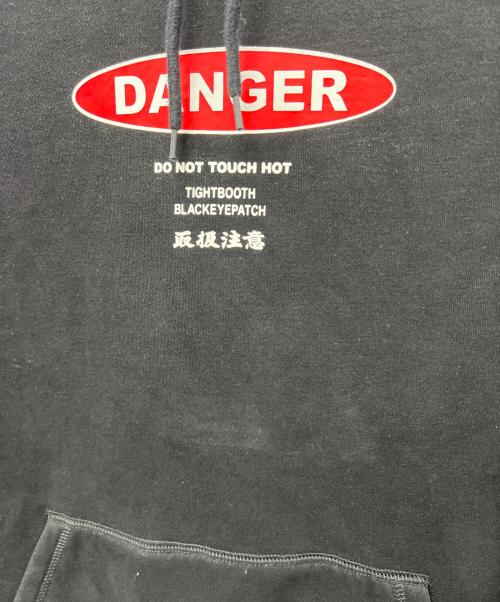 DANGER
DO NOT TOUCH HOT
TIGHTBOOTH
BLACKEYEPATCH
取扱注意